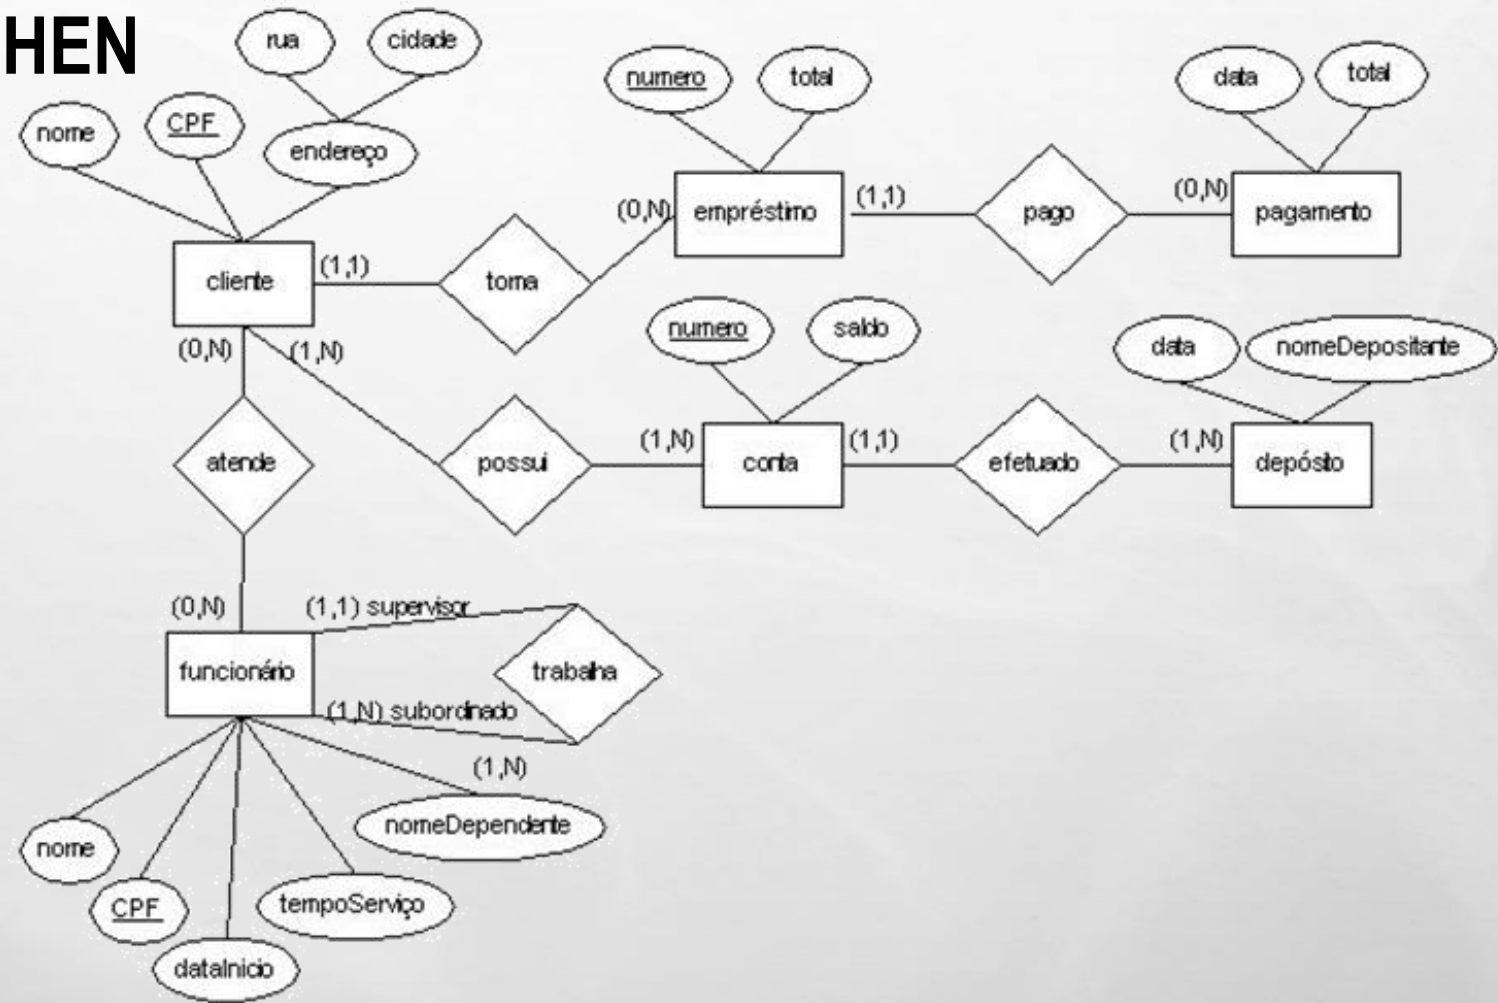 HEN
rua
cidade
nome
CPF
endereço
numero
total
data
total
cliente
(1,1)
toma
(0,N)
empréstimo
(1,1)
pago
(0,N)
pagamento
(0,N)
(1,N)
numero
saldo
data
nomeDepositante
atende
possui
(1,N)
conta
(1,1)
efetuado
(1,N)
depósito
(0,N)
(1,1) supervisor
funcionário
trabalha
(1,N) subordinado
(1,N)
nomeDependente
nome
CPF
tempoServiço
dataInicio